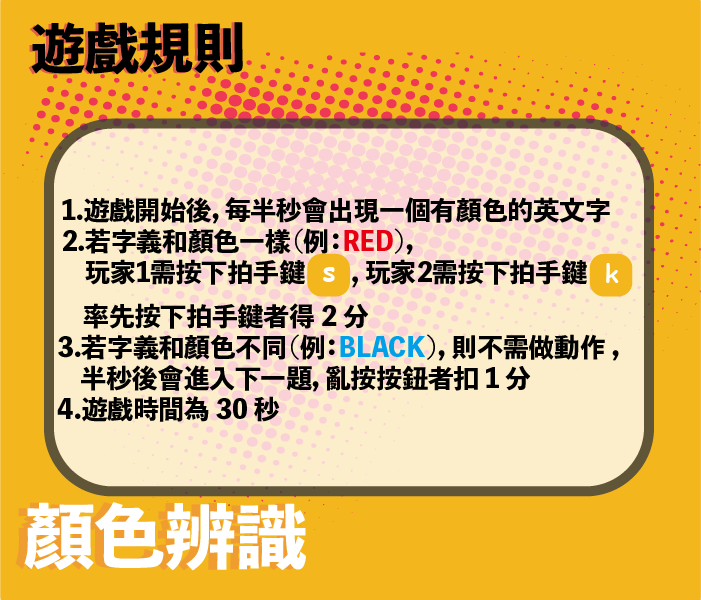 遊戲規則
1.遊戲開始後, 每半秒會出現一個有顏色的英文字
2.若字義和顏色一樣(例:RED),
玩家1需按下拍手鍵 s , 玩家2需按下拍手鍵 k
率先按下拍手鍵者得 2 分
3.若字義和顏色不同(例:BLACK), 則不需做動作 ,
半秒後會進入下一題, 亂按按鈕者扣 1 分
4.遊戲時間為 30 秒
顏色辨識